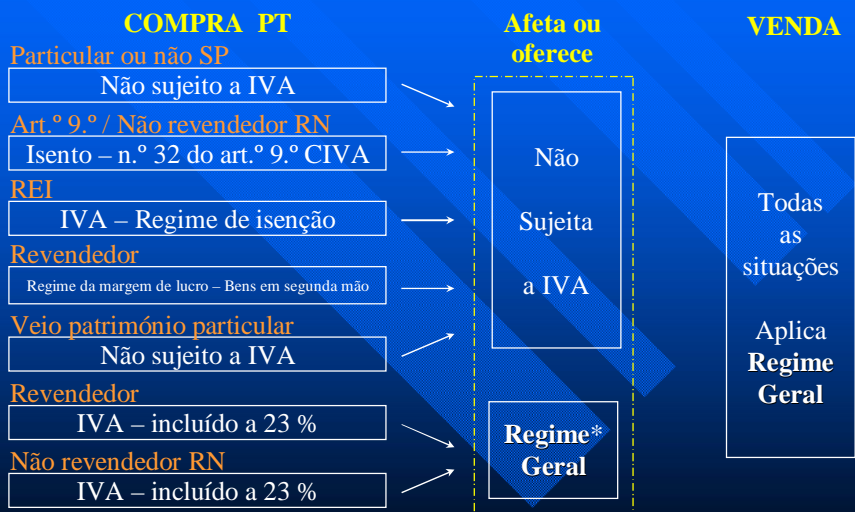 COMPRA PT
Particular ou não SP
Não sujeito a IVA
Art.º 9.º / Não revendedor RN
Isento – n.º 32 do art.º 9.º CIVA
REI
IVA – Regime de isenção
Revendedor
Regime da margem de lucro – Bens em segunda mão
Veio património particular
Não sujeito a IVA
Revendedor
IVA – incluído a 23 %
Não revendedor RN
IVA – incluído a 23 %
Afeta ou
oferece
Não
Sujeita
a IVA
Regime*
Geral
VENDA
Todas
as
situações
Aplica
Regime
Geral